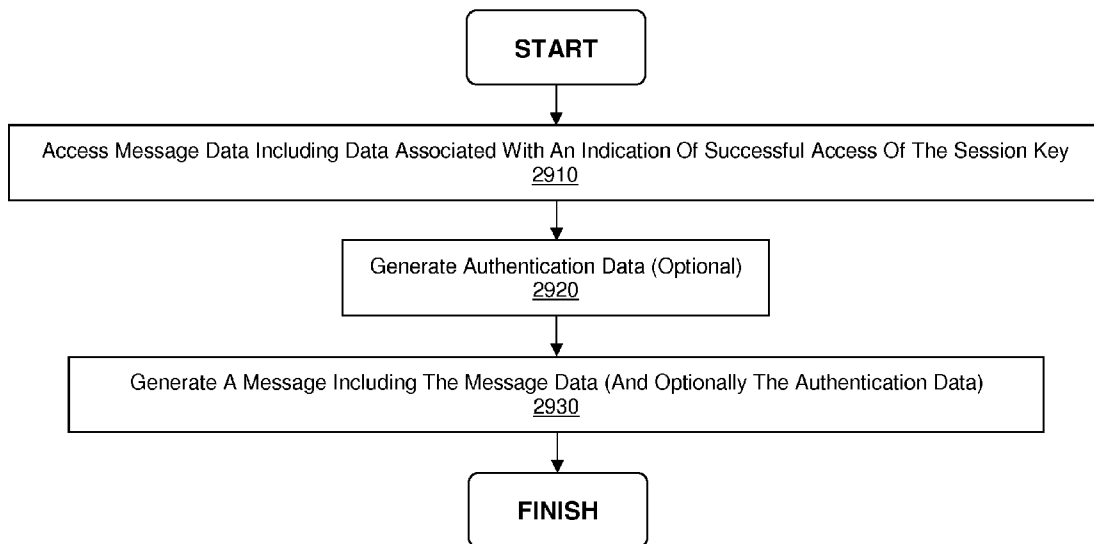 START
Access Message Data Including Data Associated With An Indication Of Successful Access Of The Session Key
2910
Generate Authentication Data (Optional)
2920
Generate A Message Including The Message Data (And Optionally The Authentication Data)
2930
FINISH